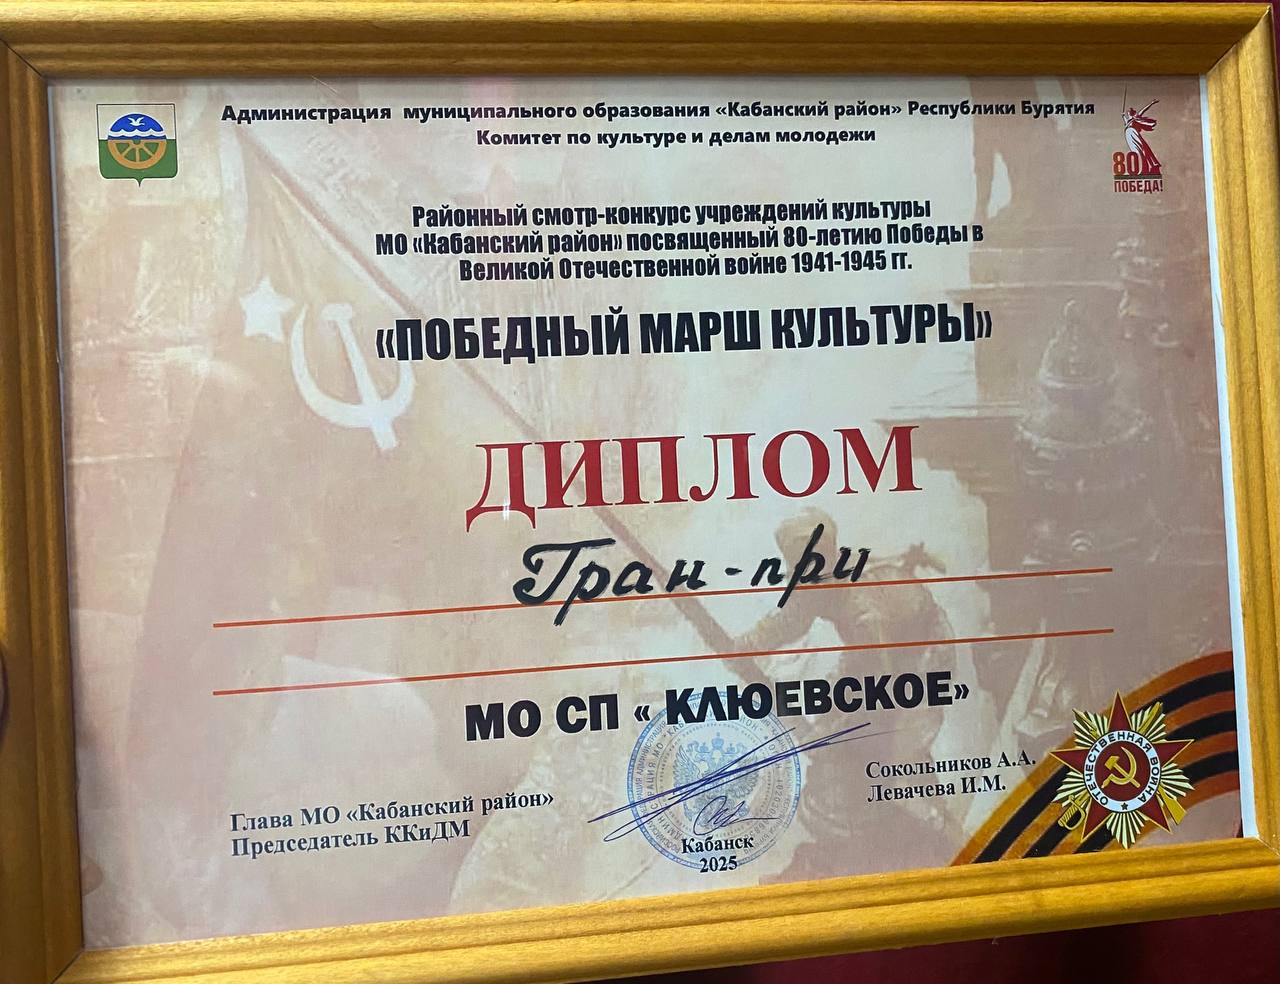 Администрация муниципального образования «Кабанский район» Республики Бурятия
Комитет по культуре и делам молодежи
80
ПОБЕДА!
Районный смотр-конкурс учреждений культуры
МО «Кабанский район» посвященный 80-летию Победы в
Великой Отечественной войне 1941-1945 гг.
«ПОБЕДНЫЙ МАРШ КУЛЬТУРЫ»
ДИПЛОМ
Гран-при
МО СП « КЛЮЕВСКОЕ»
Глава МО «Кабанский район»
Председатель ККиДМ
Сокольников А.А.
Левачева И.М.
Кабанск
2025
ОТЕЧЕСТВЕННАЯ ВОЙНА